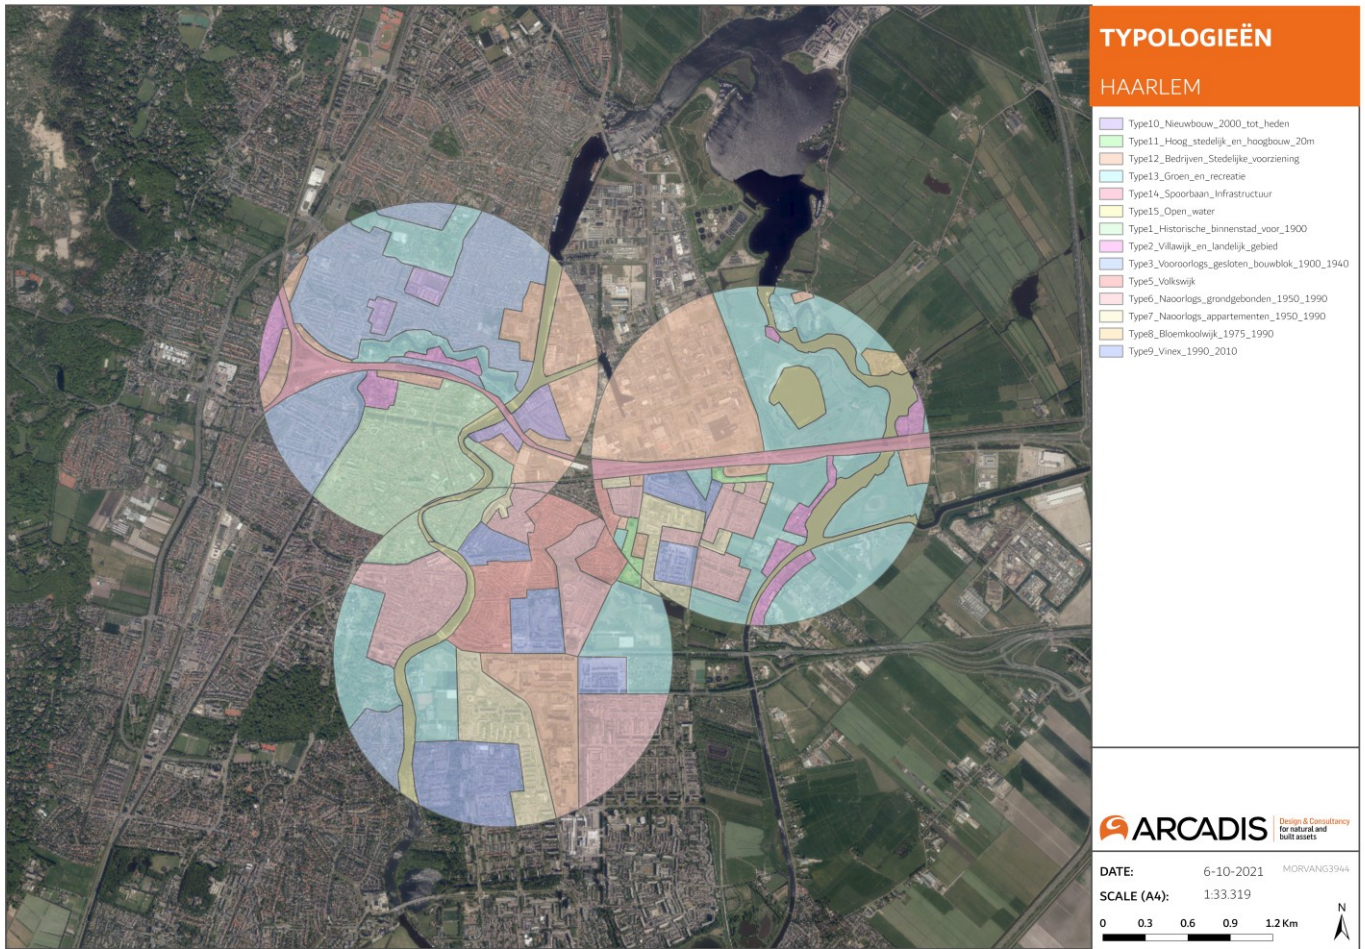 TYPOLOGIEËN
HAARLEM
Type10_Nieuwbouw_2000_tot_heden
Type11_Hoog_stedelijk_en_hoogbouw_20m
Type12_Bedrijven_Stedelijke_voorziening
Type13_Groen_en_recreatie
Type14_Spoorbaan_Infrastructuur
Type15_Open_water
Type1_Historische_binnenstad_voor_1900
Type2_Villawijk_en_landelijk_gebied
Type3_Vooroorlogs_gesloten_bouwblok_1900_1940
Type5_Volkswijk
Type6_Naoorlogs_grondgebonden_1950_1990
Type7_Naoorlogs_appartementen_1950_1990
Type8_Bloemkoolwijk_1975_1990
Type9_Vinex_1990_2010
ARCADIS
Design & Consultancy
for natural and
built assets
DATE: 6-10-2021 MORVANG3944
SCALE (A4): 1:33.319
N
0 0.3 0.6 0.9 1.2 Km